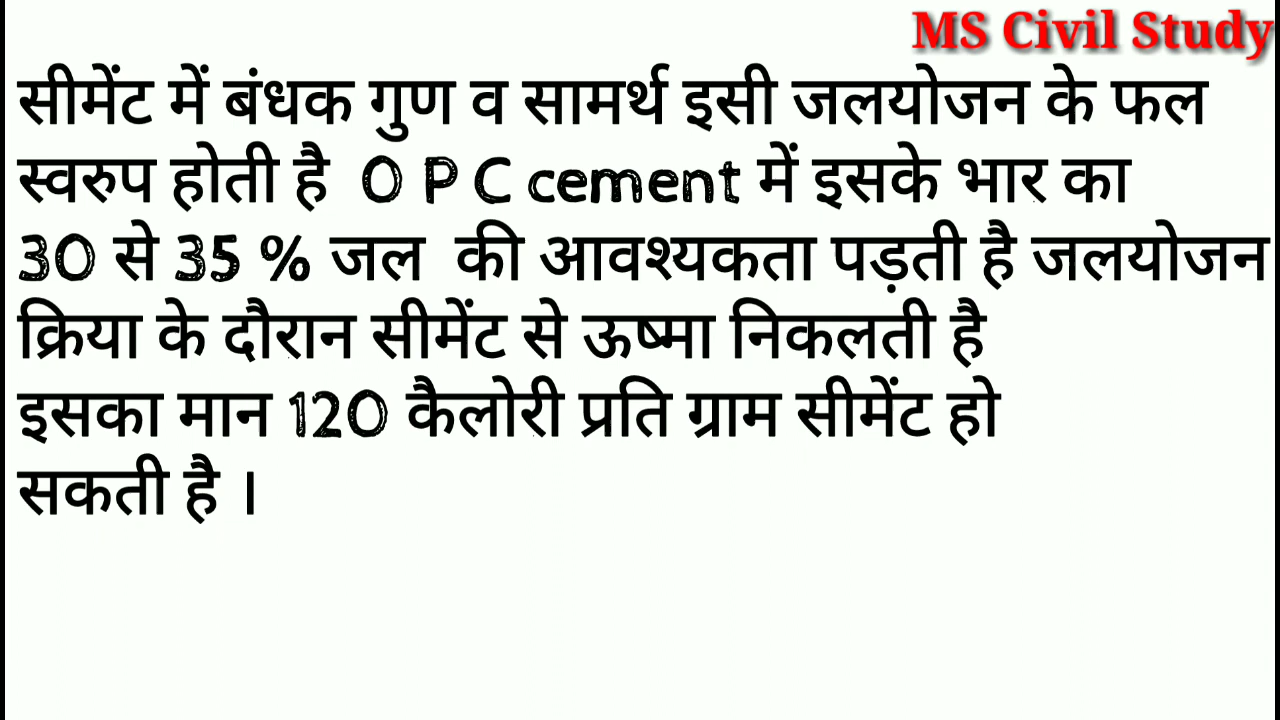 MS Civil Study
सीमेंट में बंधक गुण व सामर्थ इसी जलयोजन के फल
स्वरुप होती है O P C cement में इसके भार का
30 से 35 % जल की आवश्यकता पड़ती है जलयोजन
क्रिया के दौरान सीमेंट से ऊष्मा निकलती है
इसका मान 120 कैलोरी प्रति ग्राम सीमेंट हो
सकती है ।